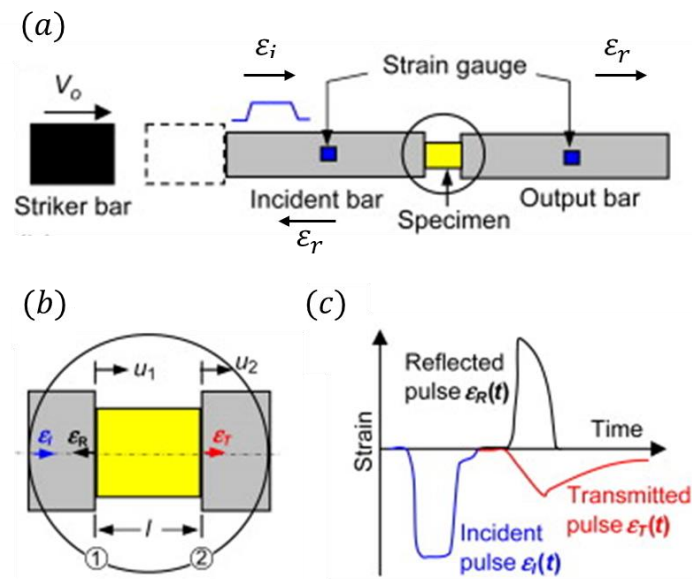 (a)
ε_i
ε_r
Strain gauge
V_o
Striker bar
Incident bar
Specimen
Output bar
ε_r
(b)
(c)
u_1
u_2
ε_I
ε_R
ε_T
l
① ②
Strain
Time
Reflected
pulse ε_R(t)
Transmitted
pulse ε_T(t)
Incident
pulse ε_I(t)